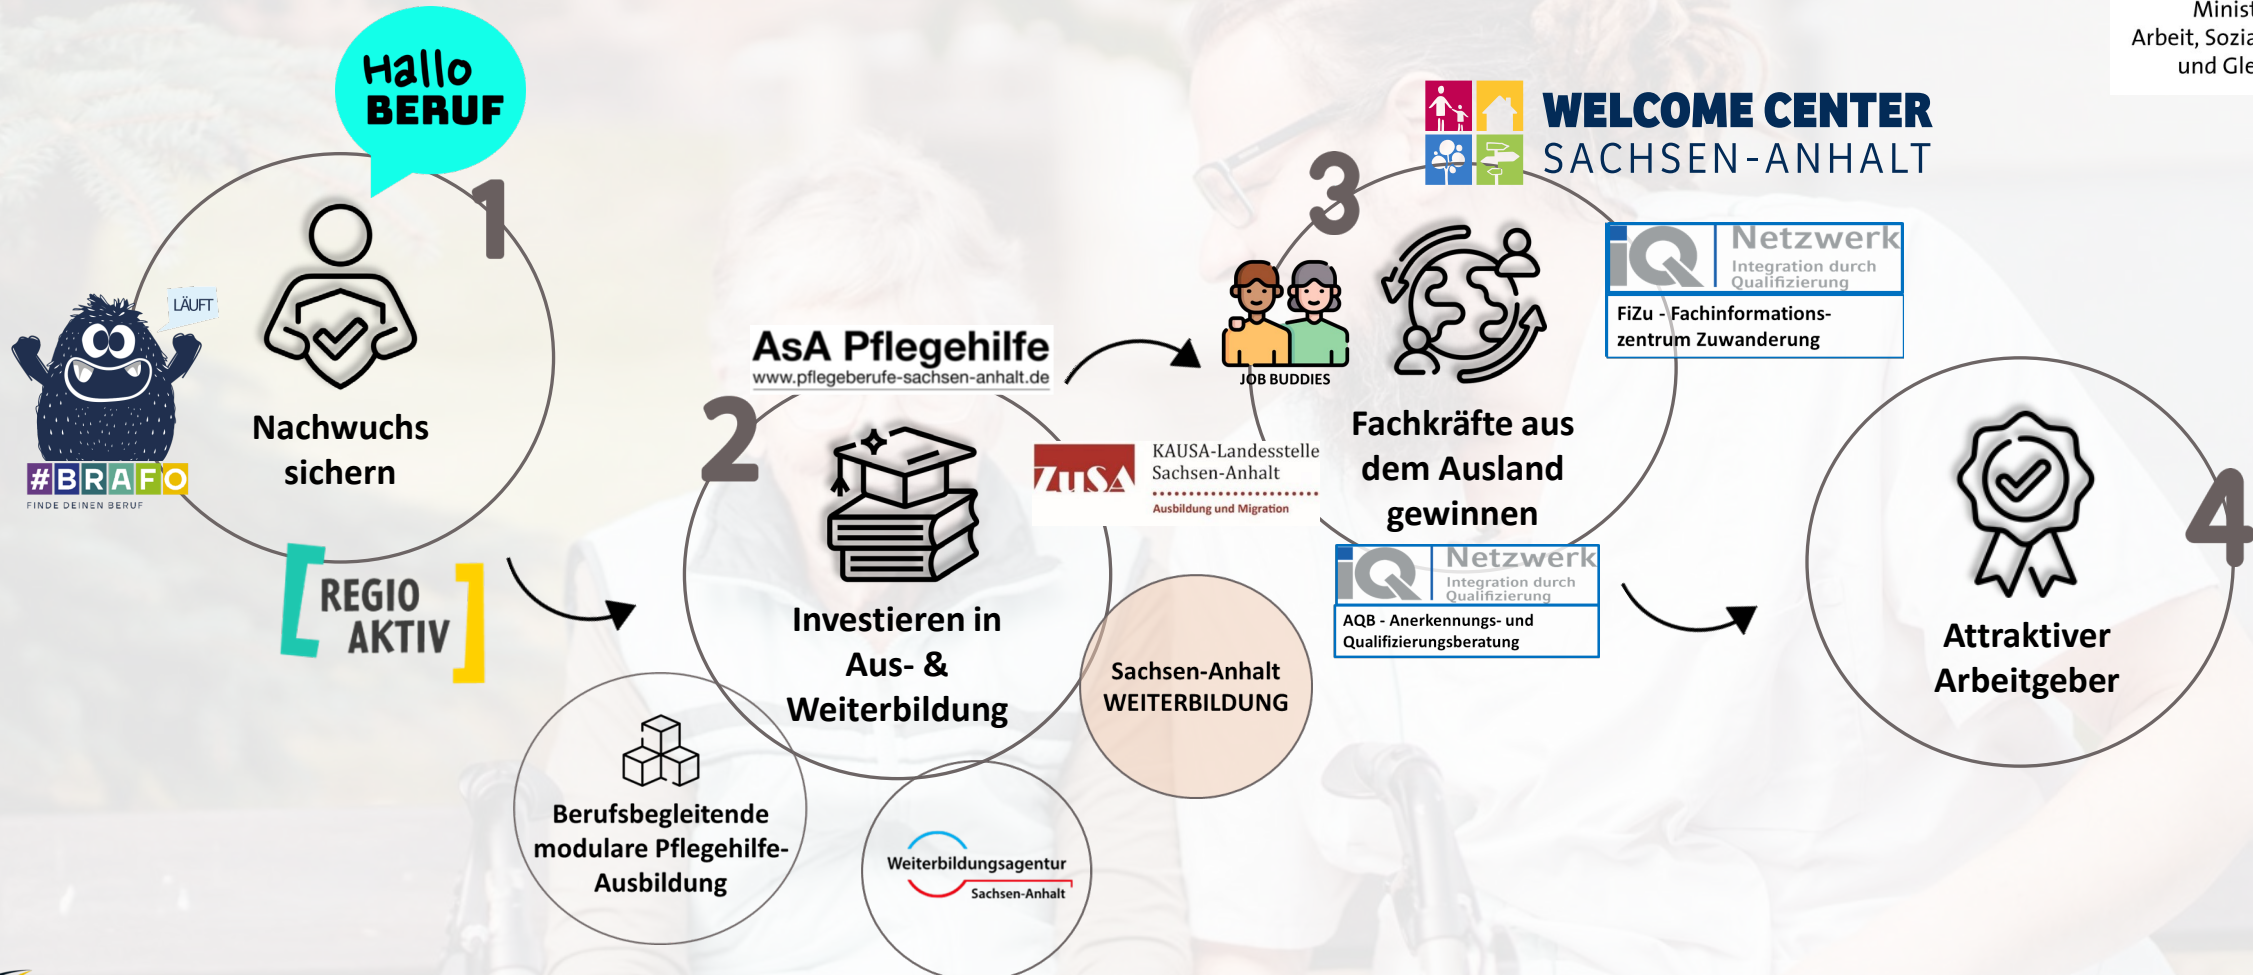 Hallo
BERUF
1
LÄUFT
#BRAFO
FINDE DEINEN BERUF
Nachwuchs
sichern
REGIO
AKTIV
2
AsA Pflegehilfe
www.pflegeberufe-sachsen-anhalt.de
Investieren in
Aus- &
Weiterbildung
ZuSA
KAUSA-Landesstelle
Sachsen-Anhalt
Ausbildung und Migration
Berufsbegleitende
modulare Pflegehilfe-
Ausbildung
Weiterbildungsagentur
Sachsen-Anhalt
Sachsen-Anhalt
WEITERBILDUNG
3
WELCOME CENTER
SACHSEN-ANHALT
JOB BUDDIES
Fachkräfte aus
dem Ausland
gewinnen
iQ Netzwerk
Integration durch
Qualifizierung
FiZu - Fachinformations-
zentrum Zuwanderung
iQ Netzwerk
Integration durch
Qualifizierung
AQB - Anerkennungs- und
Qualifizierungsberatung
4
Attraktiver
Arbeitgeber
Arbeit,
und